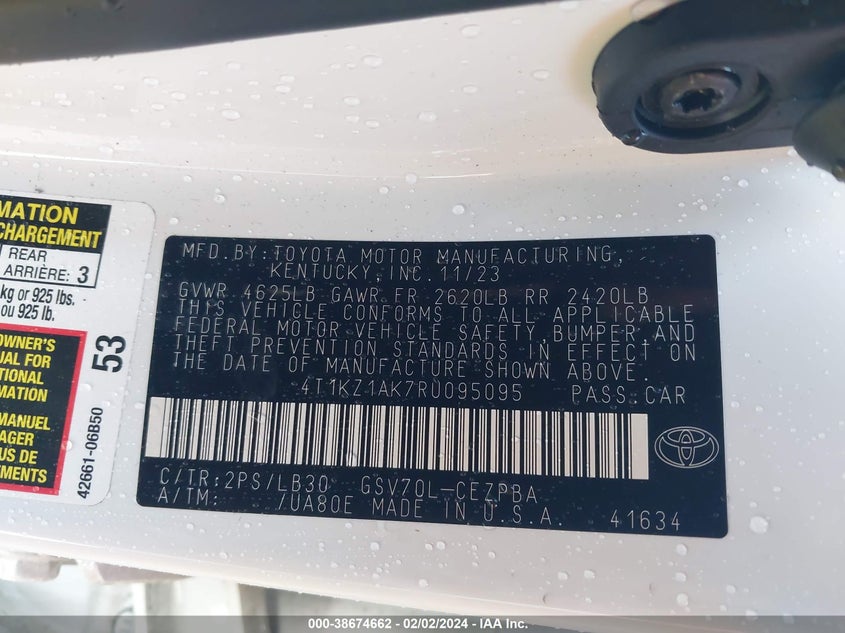 MATION
CHARGEMENT
REAR
ARRIÈRE: 3
kg or 925 lbs.
ou 925 lb.
OWNER'S
UAL FOR
TIONAL
RMATION
MANUEL
AGER
US DE
EMENTS
53
42661-06B50
MFD.BY:TOYOTA MOTOR MANUFACTURING,
KENTUCKY, INC. 11/23
GVWR 4625LB GAWR FR 2620LB RR 2420LB
THIS VEHICLE CONFORMS TO ALL APPLICABLE
FEDERAL MOTOR VEHICLE SAFETY,BUMPER,AND
THEFT PREVENTION STANDARDS IN EFFECT ON
THE DATE OF MANUFACTURE SHOWN ABOVE.
4T1KZ1AK7RU095095 PASS.CAR
C/TR:2PS/LB30 GSV70L-CEZPBA
A/TM: /UA80E MADE IN U.S.A. 41634
000-38674662 - 02/02/2024 - IAA Inc.